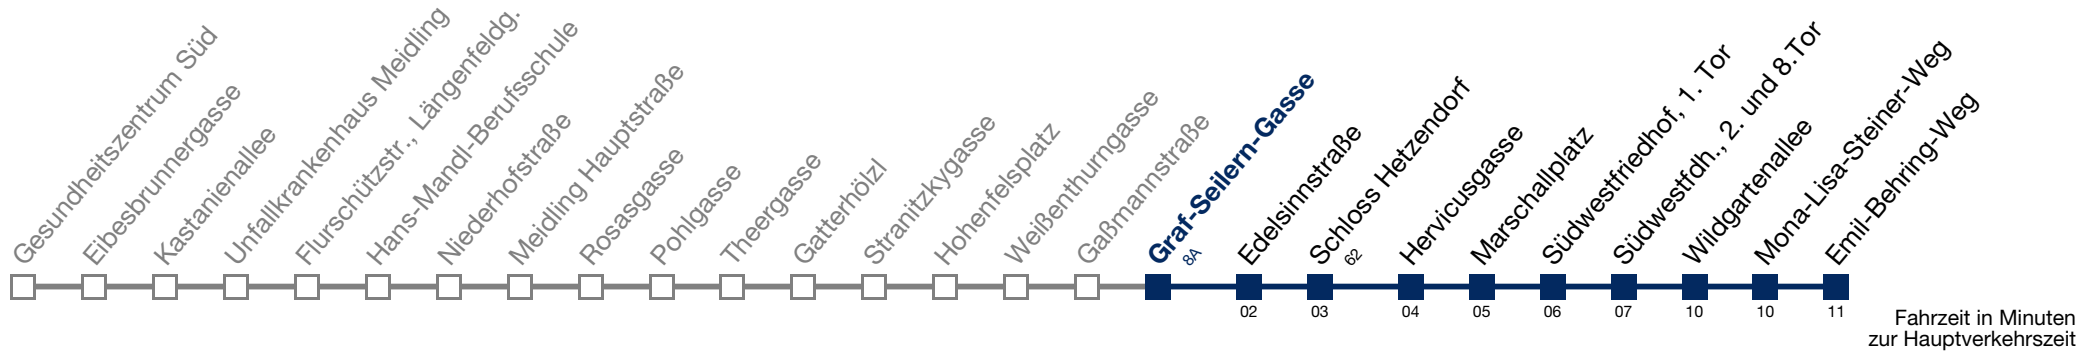 Gesundheitszentrum Süd
Eibesbrunnergasse
Kastanienallee
Unfallkrankenhaus Meidling
Flurschützstr., Längenfeldg.
Hans-Mandl-Berufsschule
Niederhofstraße
Meidling Hauptstraße
Rosasgasse
Pohlgasse
Theergasse
Gatterhölzl
Stranitzkygasse
Hohenfelsplatz
Weißenthurngasse
Gaßmannstraße
Graf-Seilern-Gasse
8A
Edelsinnstraße
Schloss Hetzendorf
62
Hervicusgasse
Marschallplatz
Südwestfriedhof, 1. Tor
Südwestfdh., 2. und 8.Tor
Wildgartenallee
Mona-Lisa-Steiner-Weg
Emil-Behring-Weg
02 03 04 05 06 07 10 10 11
Fahrzeit in Minuten
zur Hauptverkehrszeit